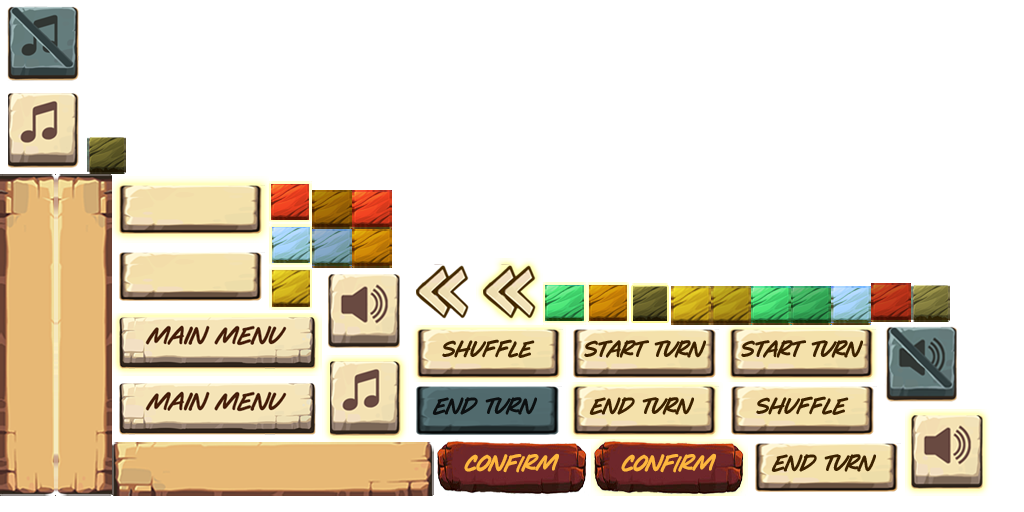 MAIN MENU
SHUFFLE
START TURN
START TURN
MAIN MENU
END TURN
END TURN
SHUFFLE
CONFIRM
CONFIRM
END TURN